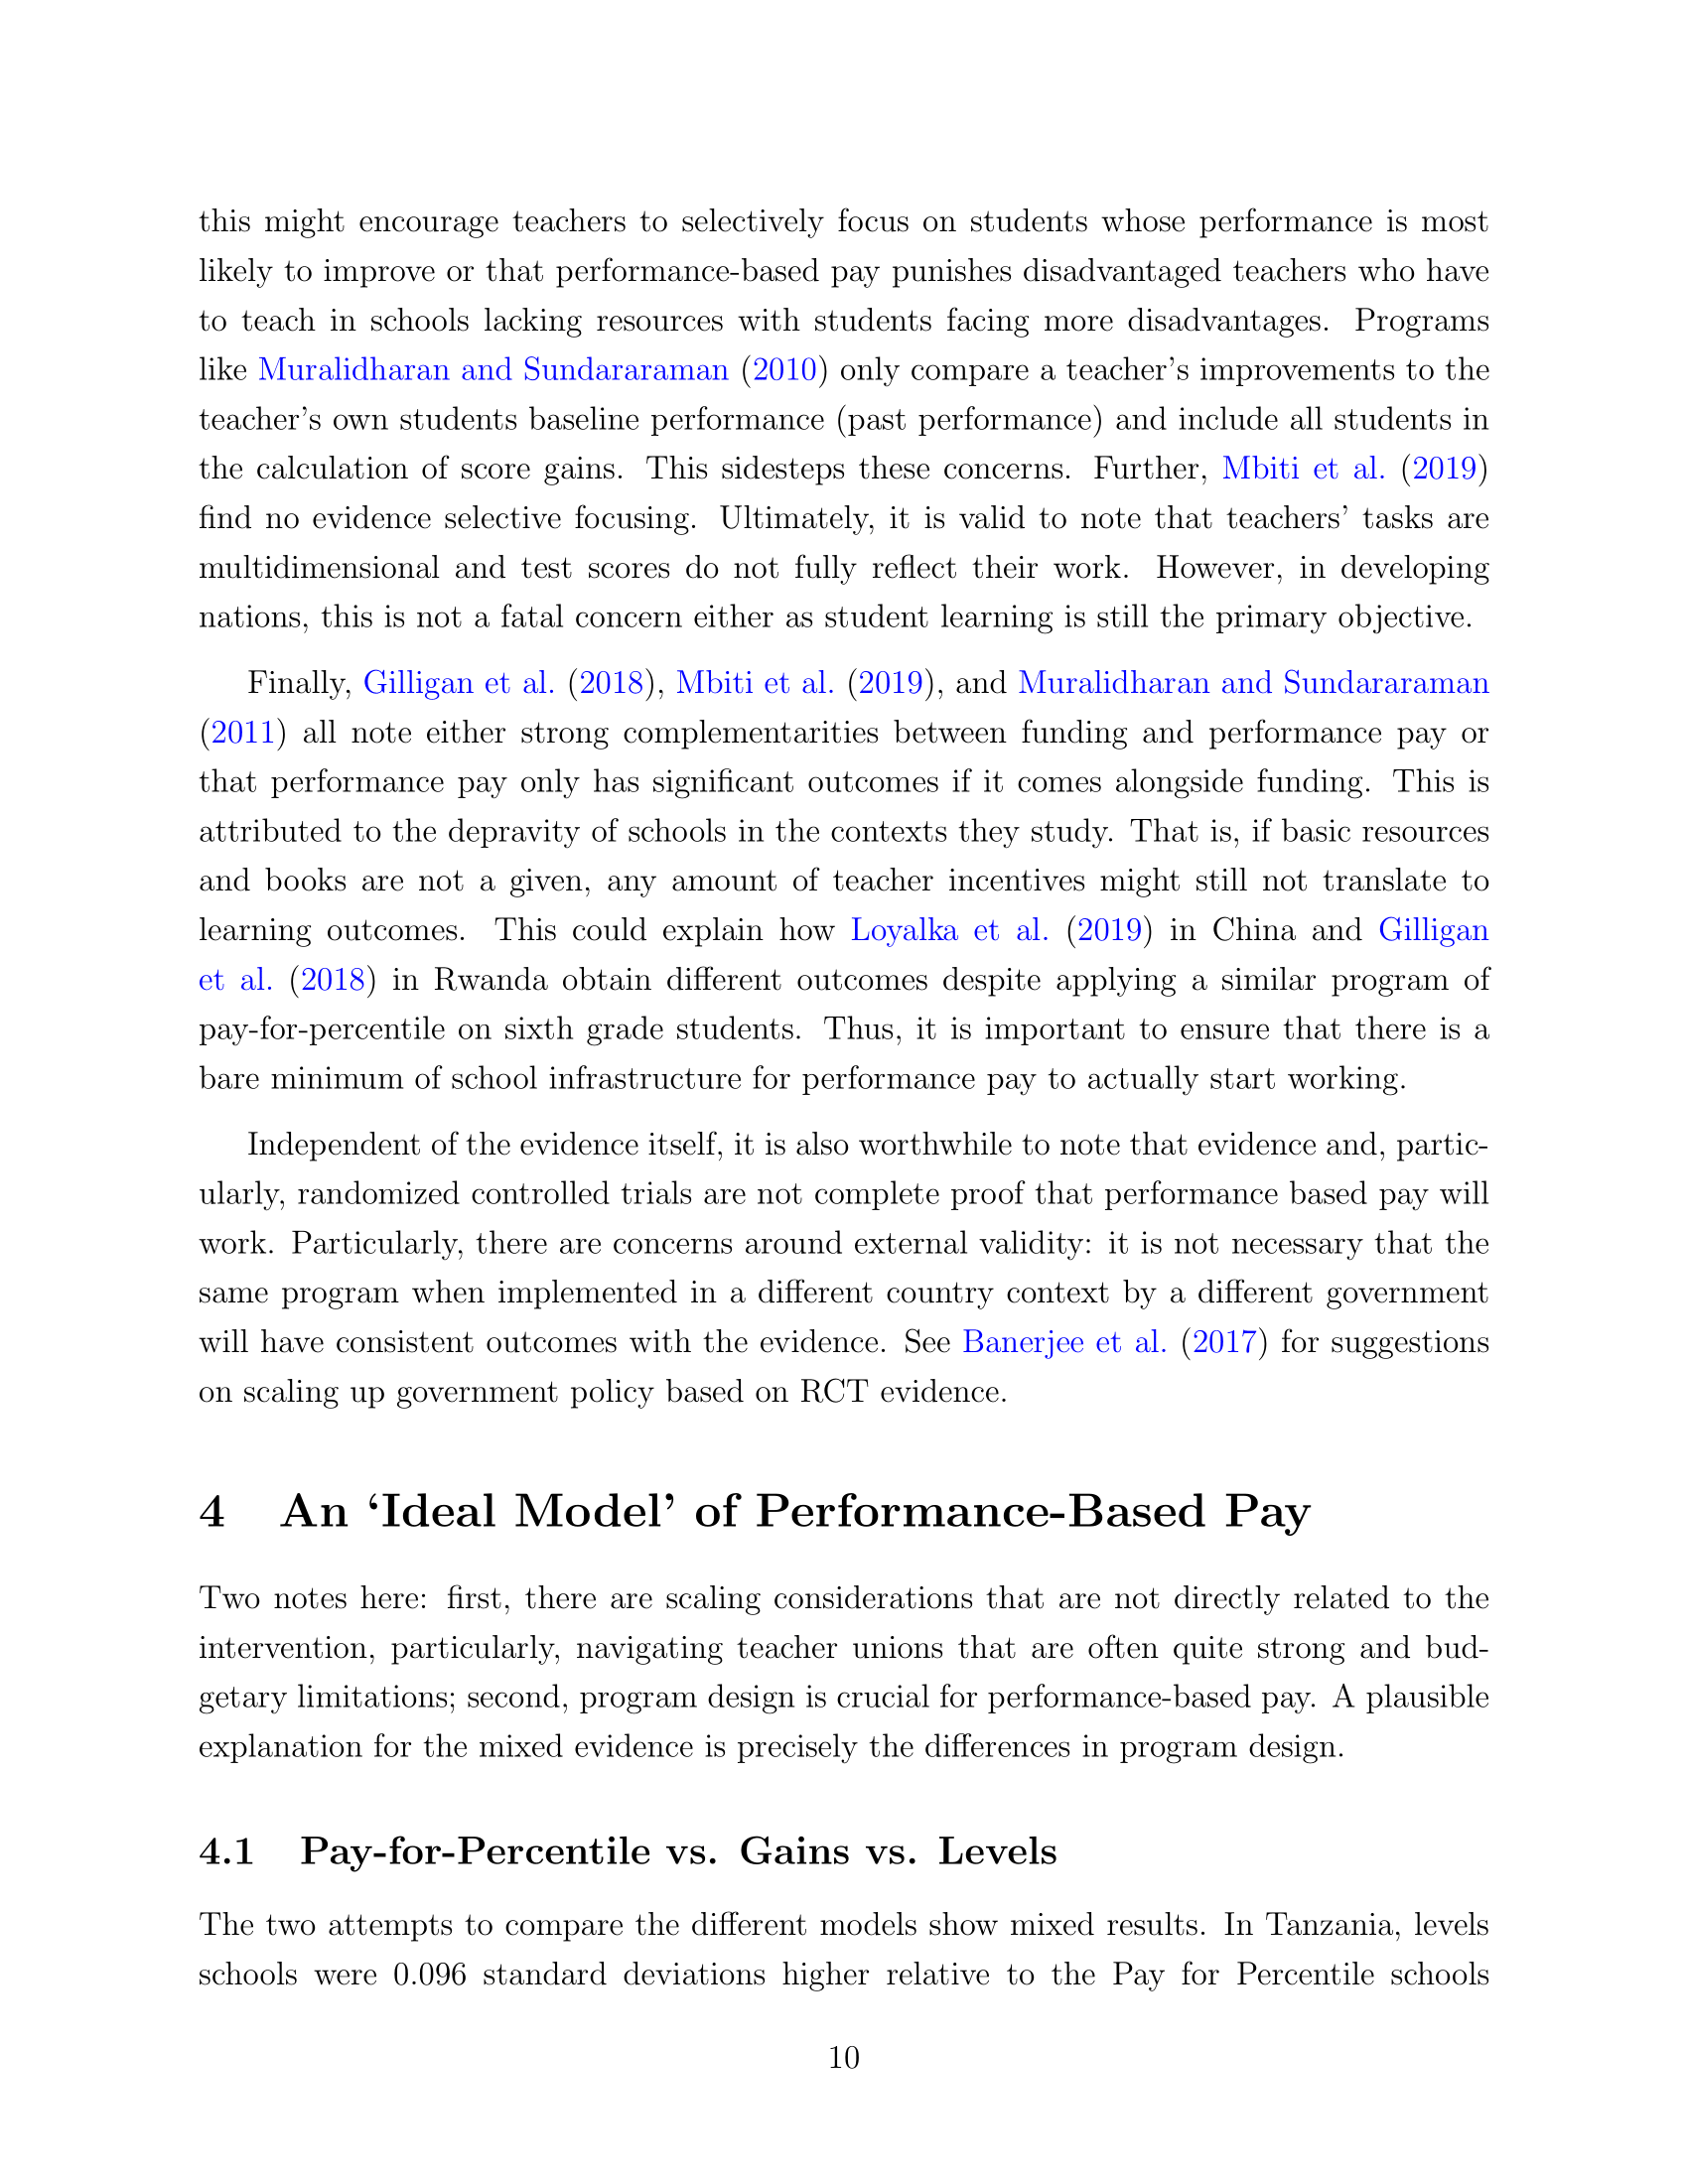 this might encourage teachers to selectively focus on students whose performance is most
likely to improve or that performance-based pay punishes disadvantaged teachers who have
to teach in schools lacking resources with students facing more disadvantages. Programs
like Muralidharan and Sundararaman (2010) only compare a teacher’s improvements to the
teacher’s own students baseline performance (past performance) and include all students in
the calculation of score gains. This sidesteps these concerns. Further, Mbiti et al. (2019)
find no evidence selective focusing. Ultimately, it is valid to note that teachers’ tasks are
multidimensional and test scores do not fully reflect their work. However, in developing
nations, this is not a fatal concern either as student learning is still the primary objective.
Finally, Gilligan et al. (2018), Mbiti et al. (2019), and Muralidharan and Sundararaman
(2011) all note either strong complementarities between funding and performance pay or
that performance pay only has significant outcomes if it comes alongside funding. This is
attributed to the depravity of schools in the contexts they study. That is, if basic resources
and books are not a given, any amount of teacher incentives might still not translate to
learning outcomes. This could explain how Loyalka et al. (2019) in China and Gilligan
et al. (2018) in Rwanda obtain different outcomes despite applying a similar program of
pay-for-percentile on sixth grade students. Thus, it is important to ensure that there is a
bare minimum of school infrastructure for performance pay to actually start working.
Independent of the evidence itself, it is also worthwhile to note that evidence and, partic-
ularly, randomized controlled trials are not complete proof that performance based pay will
work. Particularly, there are concerns around external validity: it is not necessary that the
same program when implemented in a different country context by a different government
will have consistent outcomes with the evidence. See Banerjee et al. (2017) for suggestions
on scaling up government policy based on RCT evidence.
4 An ‘Ideal Model’ of Performance-Based Pay
Two notes here: first, there are scaling considerations that are not directly related to the
intervention, particularly, navigating teacher unions that are often quite strong and bud-
getary limitations; second, program design is crucial for performance-based pay. A plausible
explanation for the mixed evidence is precisely the differences in program design.
4.1 Pay-for-Percentile vs. Gains vs. Levels
The two attempts to compare the different models show mixed results. In Tanzania, levels
schools were 0.096 standard deviations higher relative to the Pay for Percentile schools
10